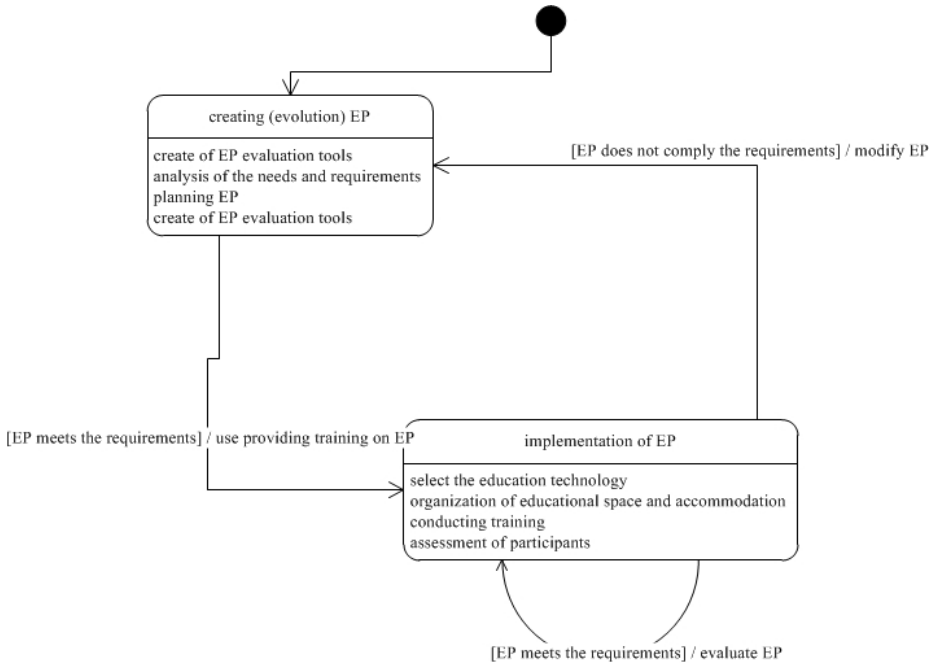 creating (evolution) EP
create of EP evaluation tools
analysis of the needs and requirements
planning EP
create of EP evaluation tools
[EP does not comply the requirements] / modify EP
[EP meets the requirements] / use providing training on EP
implementation of EP
select the education technology
organization of educational space and accommodation
conducting training
assessment of participants
[EP meets the requirements] / evaluate EP